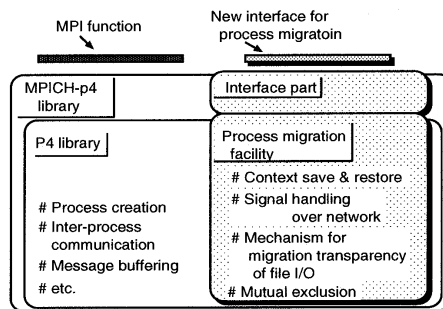 MPI function
New interface for
process migratoin
MPICH-p4
library
Interface part
P4 library
# Process creation
# Inter-process
communication
# Message buffering
# etc.
Process migration
facility
# Context save & restore
# Signal handling
over network
# Mechanism for
migration transparency
of file I/O
# Mutual exclusion